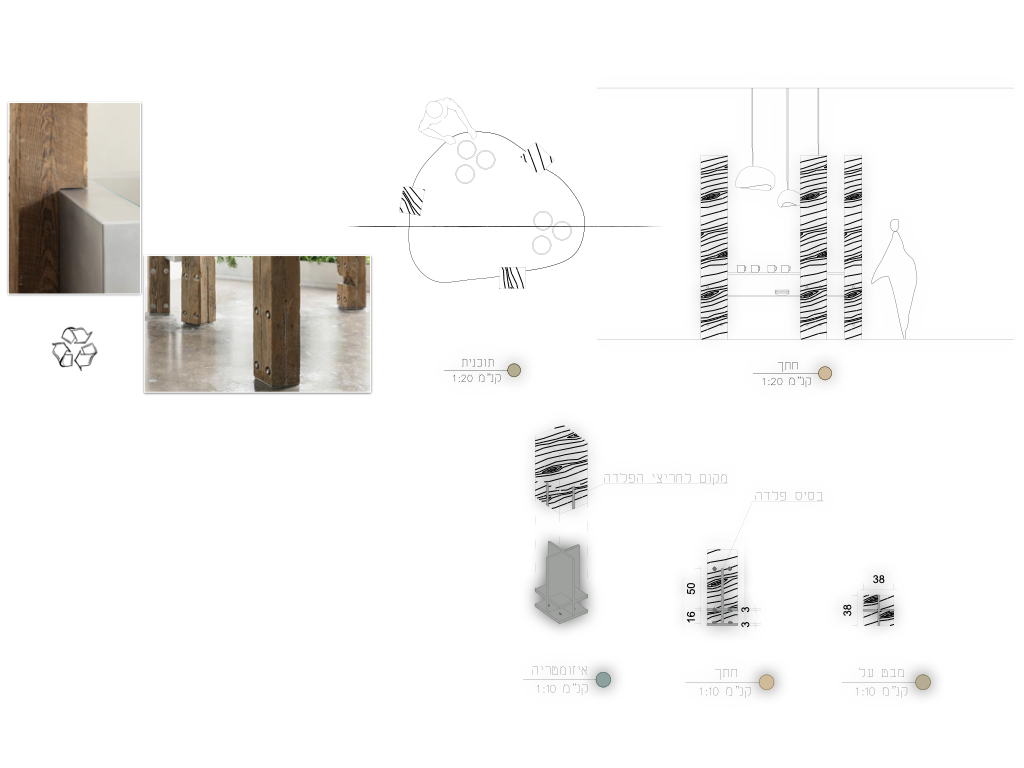 תוכנית
קנ"מ 1:20
חתך
קנ"מ 1:20
מקום לחריצי הפלדה
בסיס פלדה
50
16
3
3
38
38
איזומטריה
קנ"מ 1:10
חתך
קנ"מ 1:10
מבט על
קנ"מ 1:10